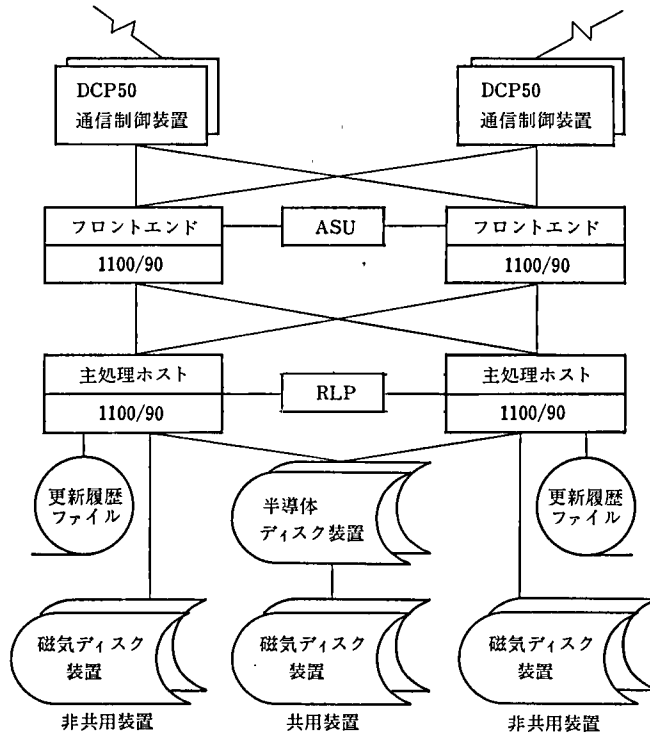 DCP50
通信制御装置
DCP50
通信制御装置
フロントエンド
1100/90
ASU
フロントエンド
1100/90
主処理ホスト
1100/90
RLP
主処理ホスト
1100/90
更新履歴
ファイル
半導体
ディスク装置
更新履歴
ファイル
磁気ディスク
装置
磁気ディスク
装置
磁気ディスク
装置
非共用装置
共用装置
非共用装置